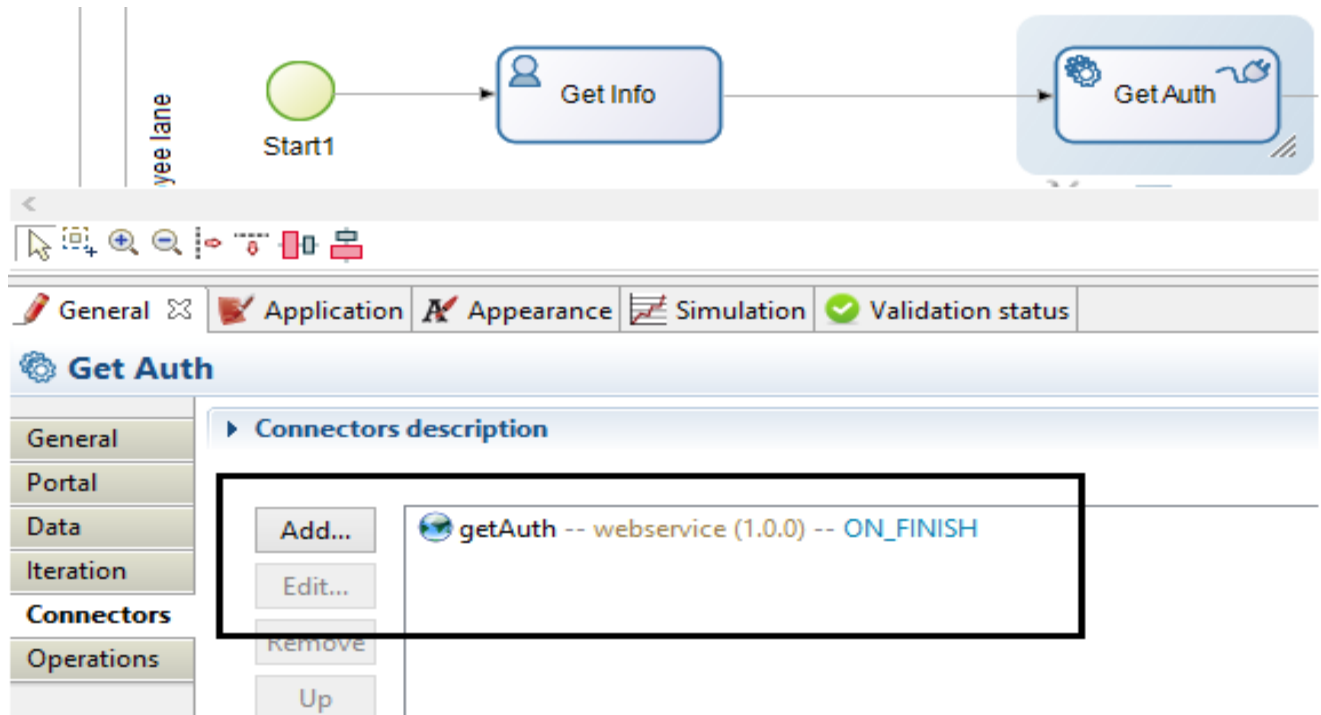 yee lane
Start1
Get Info
Get Auth
General
Application
Appearance
Simulation
Validation status
Get Auth
General
Portal
Data
Iteration
Connectors
Operations
Connectors description
Add...
Edit...
Remove
Up
getAuth -- webservice (1.0.0) -- ON_FINISH